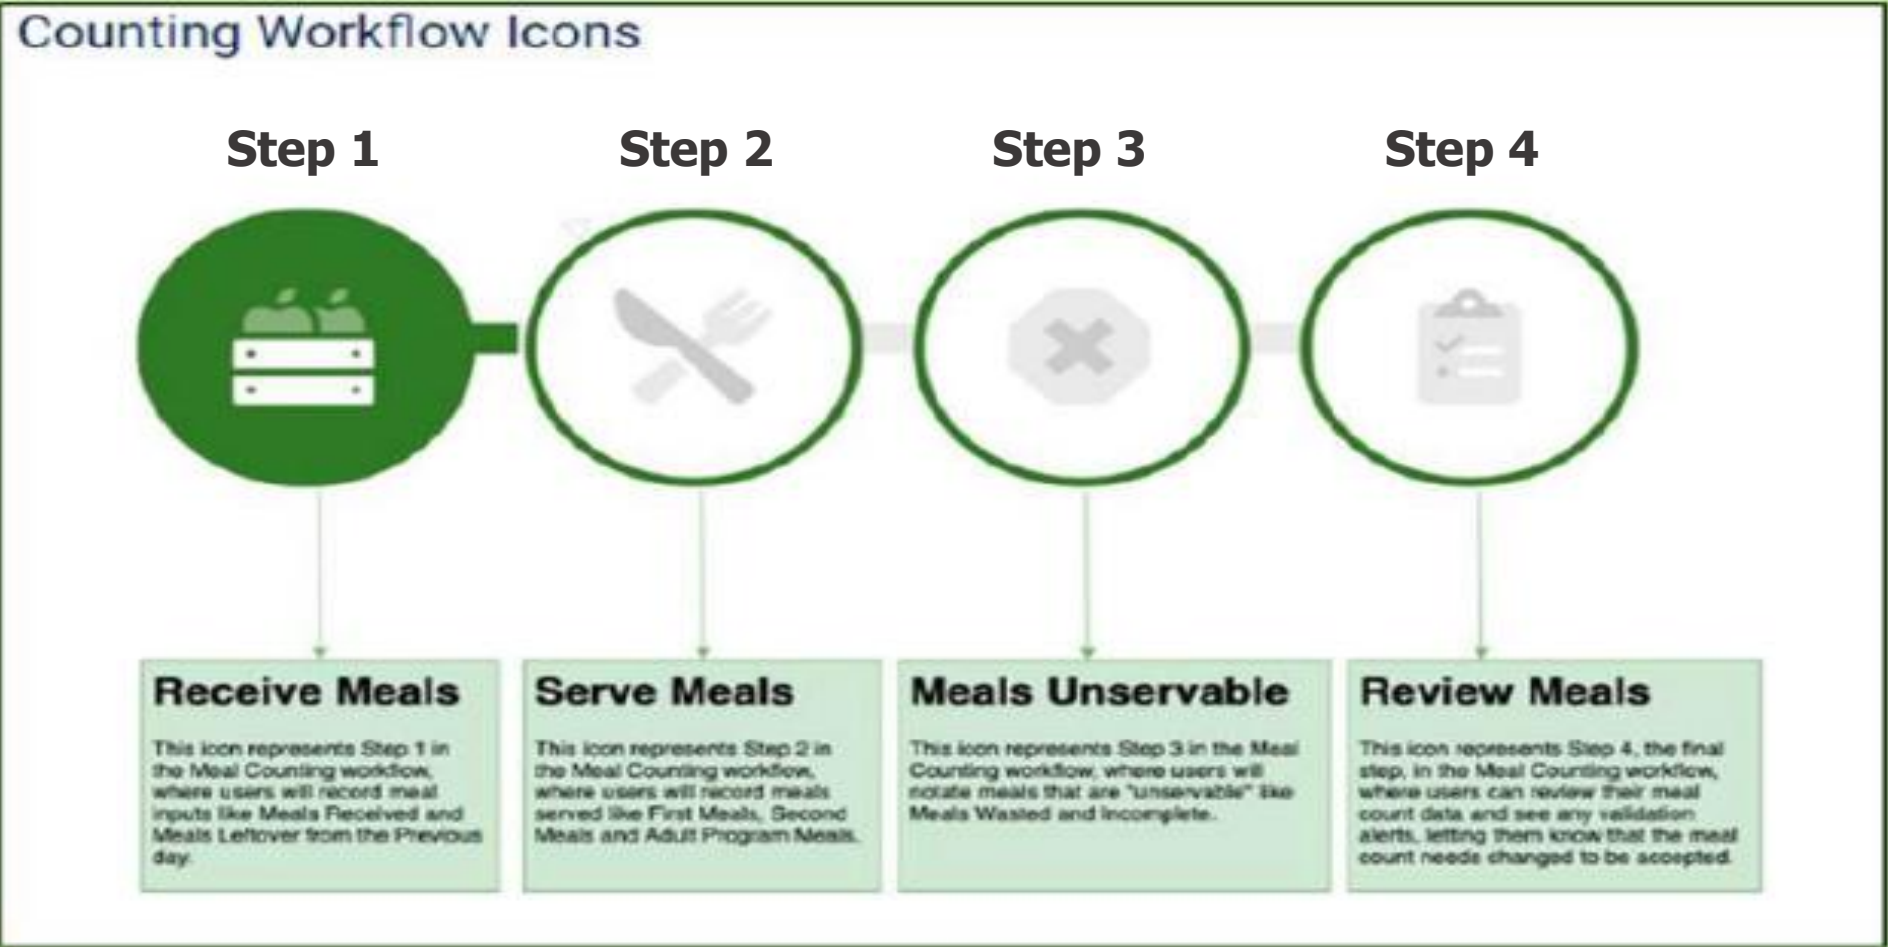 Counting Workflow Icons
Step 1
Step 2
Step 3
Step 4
Receive Meals
This icon represents Step 1 in
the Meal Counting workflow,
where users will record meal
inputs like Meals Received and
Meals Leftover from the Previous
day.
Serve Meals
This icon represents Step 2 in
the Meal Counting workflow,
where users will record meals
served like First Meals, Second
Meals and Adult Program Meals.
Meals Unservable
This icon represents Step 3 in the Meal
Counting workflow, where users will
notate meals that are "unservable" like
Meals Wasted and Incomplete.
Review Meals
This icon represents Step 4, the final
step, in the Meal Counting workflow,
where users can review their meal
count data and see any validation
alerts, letting them know that the meal
count needs changed to be accepted.